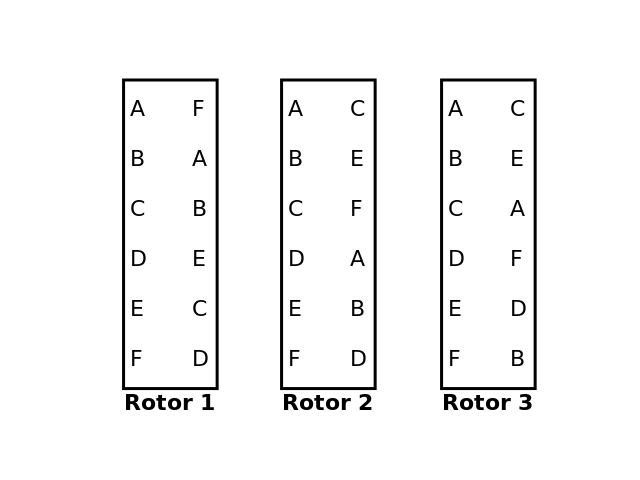 A F A C A C
B A B E B E
C B C F C A
D E D A D F
E C E B E D
F D F D F B
Rotor 1 Rotor 2 Rotor 3